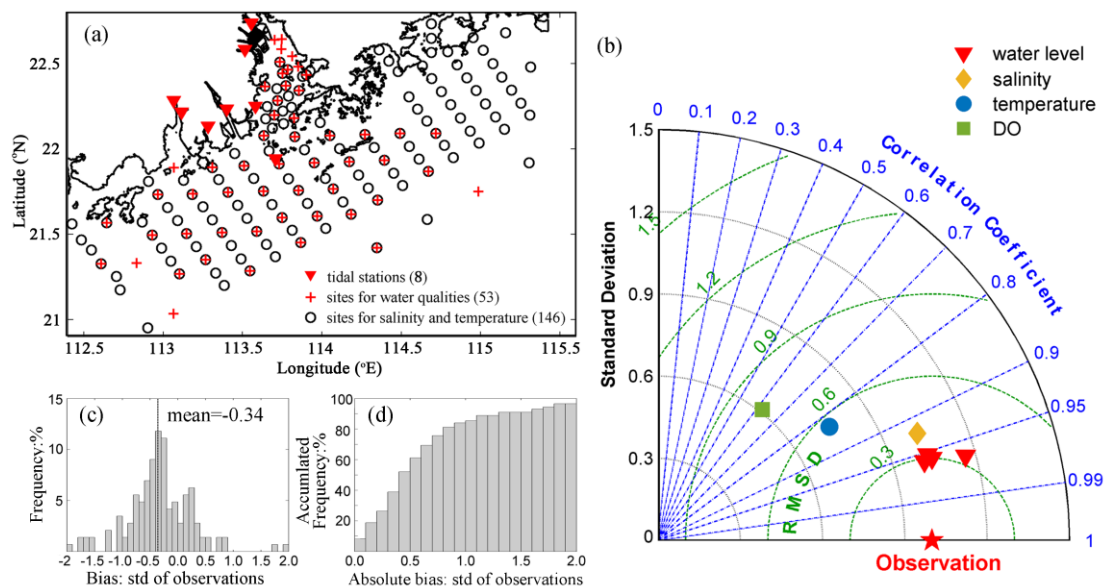 (a)
22.5
22
21.5
21
Latitude (°N)
112.5 113 113.5 114 114.5 115 115.5
Longitude (°E)
tidal stations (8)
sites for water qualities (53)
sites for salinity and temperature (146)
(b)
water level
salinity
temperature
DO
0 0.1 0.2 0.3 0.4 0.5 0.6 0.7 0.8 0.9 0.95 0.99 1
Correlation Coefficient
1.5
1.2
0.9
0.6
0.3
0
Standard Deviation
1.5
1.2
0.9
0.6
0.3
RMSD
Observation
(c)
mean=-0.34
15
10
5
Frequency:%
-2 -1.5 -1.0 -0.5 0.0 0.5 1.0 1.5 2.0
Bias: std of observations
(d)
100
80
60
40
20
Accumulated
Frequency:%
0.0 0.5 1.0 1.5 2.0
Absolute bias: std of observations